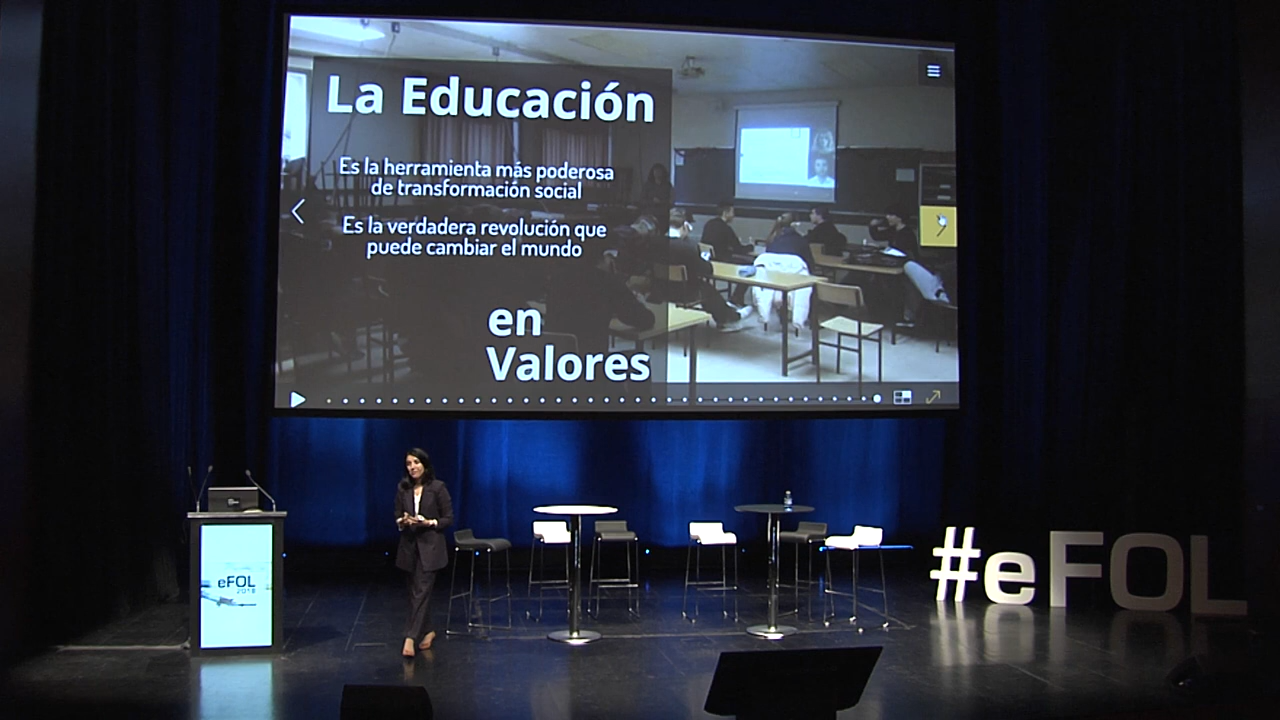 La Educación
Es la herramienta más poderosa
de transformación social
Es la verdadera revolución que
puede cambiar el mundo
en
Valores
eFOL
2018
#eFOL